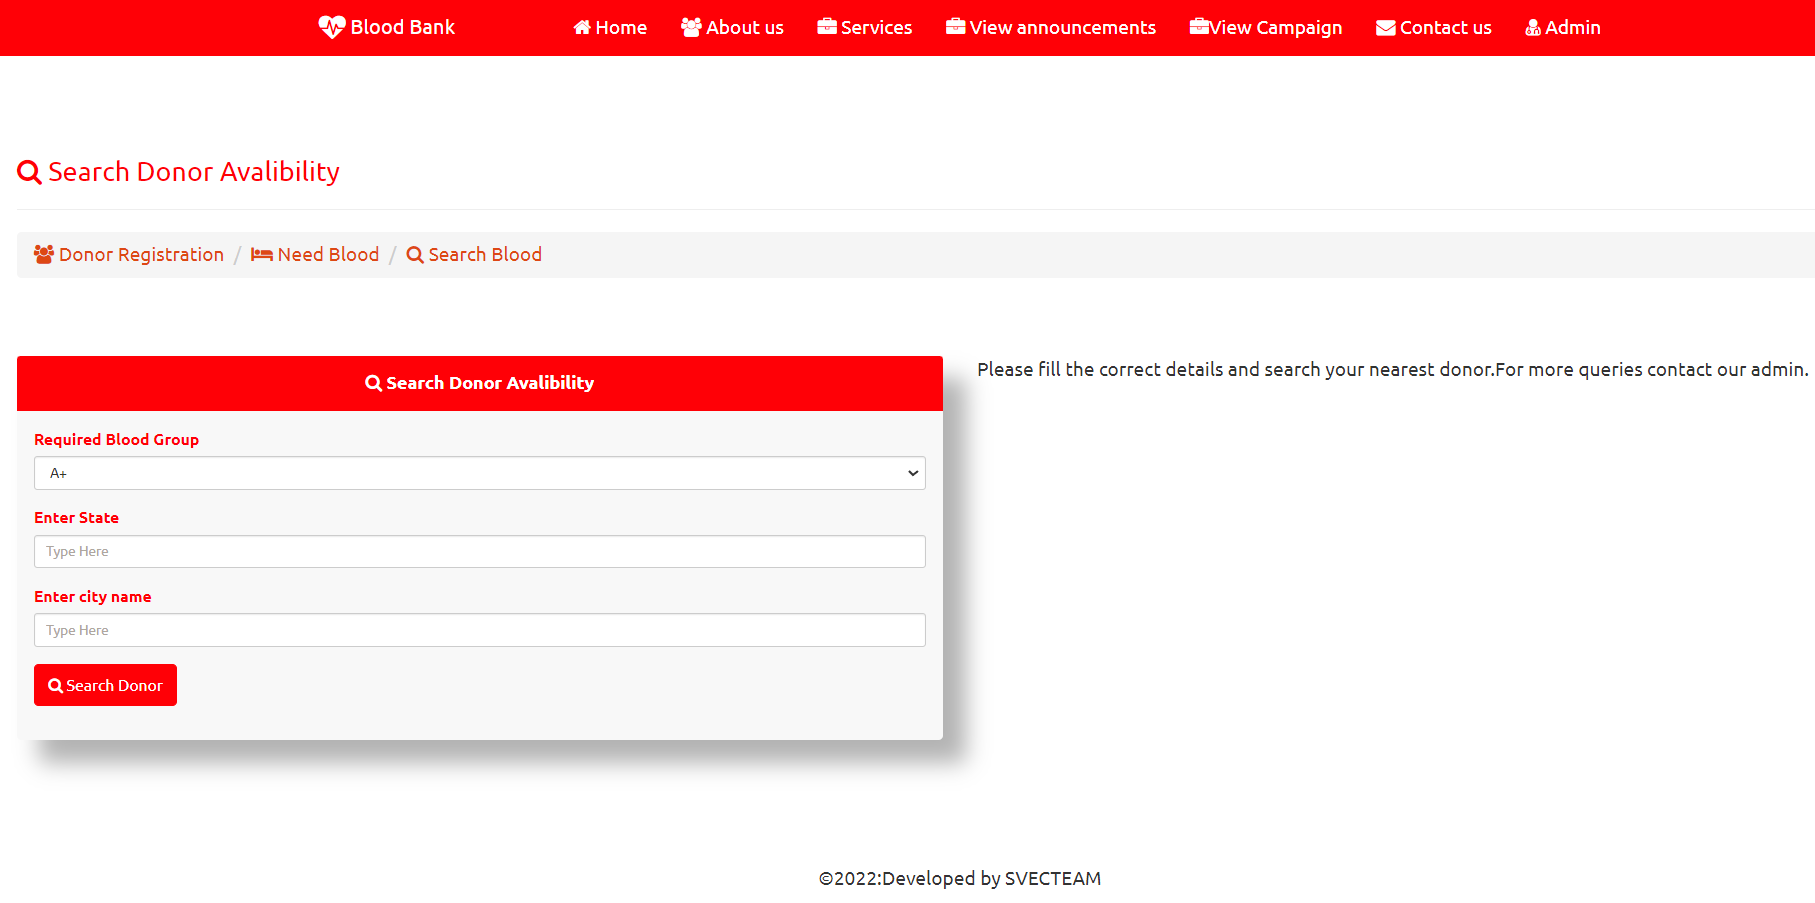 Blood Bank Home About us Services View announcements View Campaign Contact us Admin
Search Donor Avalibility
Donor Registration / Need Blood / Search Blood
Search Donor Avalibility
Required Blood Group
A+
Enter State
Type Here
Enter city name
Type Here
Search Donor
Please fill the correct details and search your nearest donor.For more queries contact our admin.
©2022:Developed by SVECTEAM